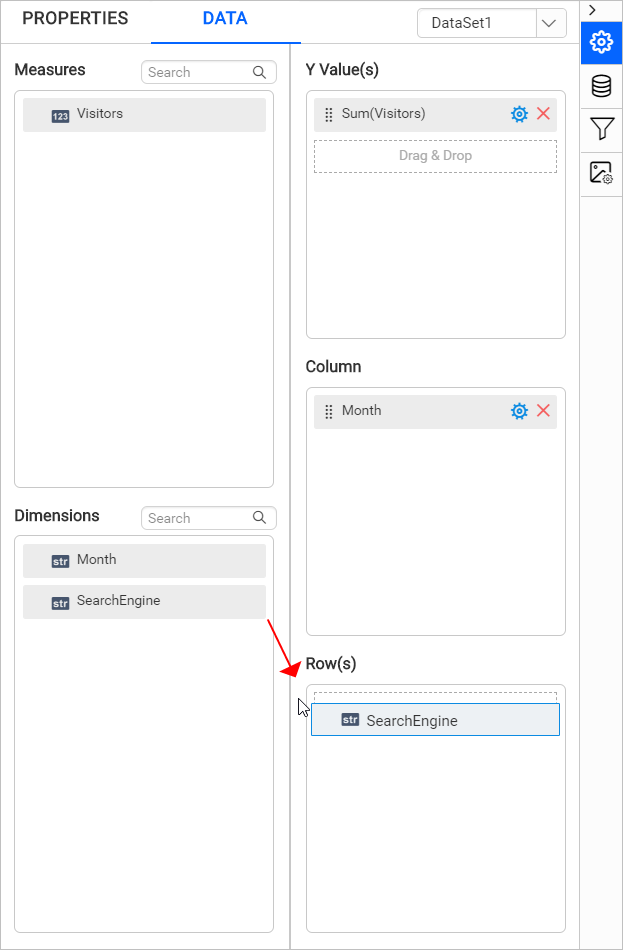 PROPERTIES
DATA
DataSet1
Measures
Search
123 Visitors
Dimensions
Search
str Month
str SearchEngine
Y Value(s)
Sum(Visitors)
Drag & Drop
Column
Month
Row(s)
str SearchEngine